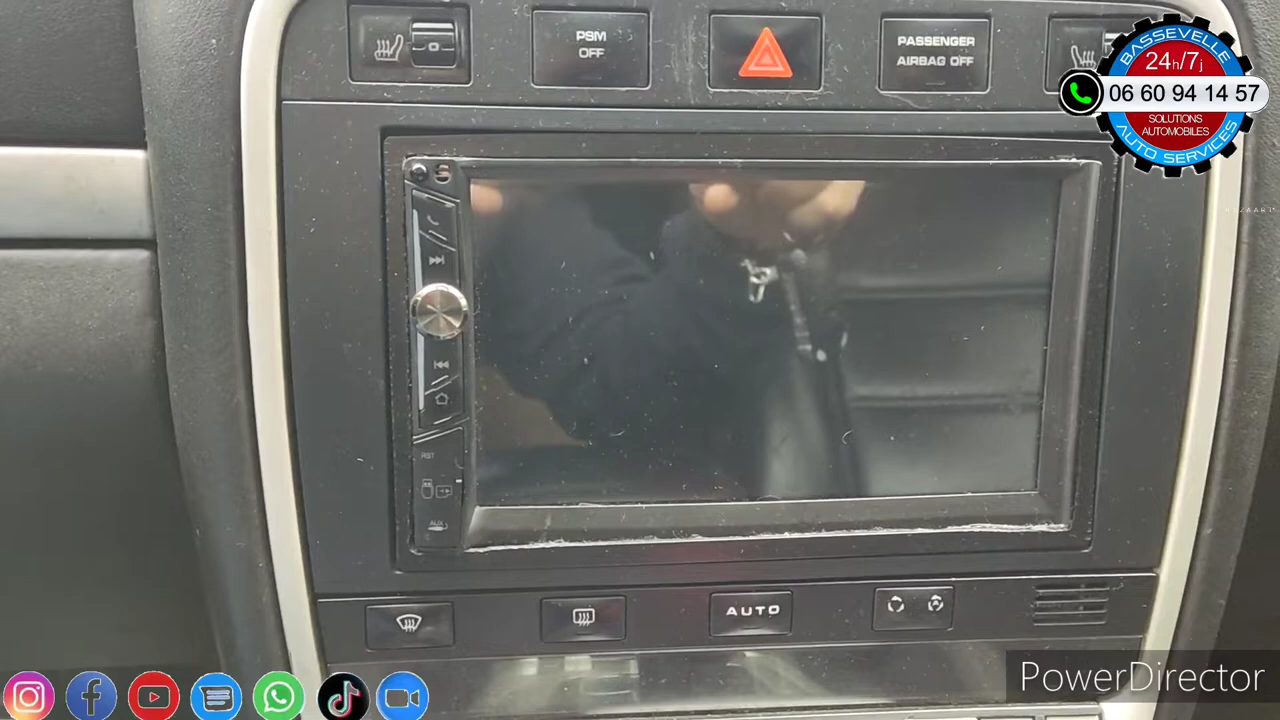 PSM
OFF
PASSENGER
AIRBAG OFF
BASSEVELLE
24h/7j
06 60 94 14 57
SOLUTIONS
AUTOMOBILES
AUTO SERVICES
RST
AUX
AUTO
PowerDirector